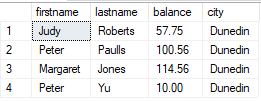 firstname lastname balance city
1 Judy Roberts 57.75 Dunedin
2 Peter Paulls 100.56 Dunedin
3 Margaret Jones 114.56 Dunedin
4 Peter Yu 10.00 Dunedin